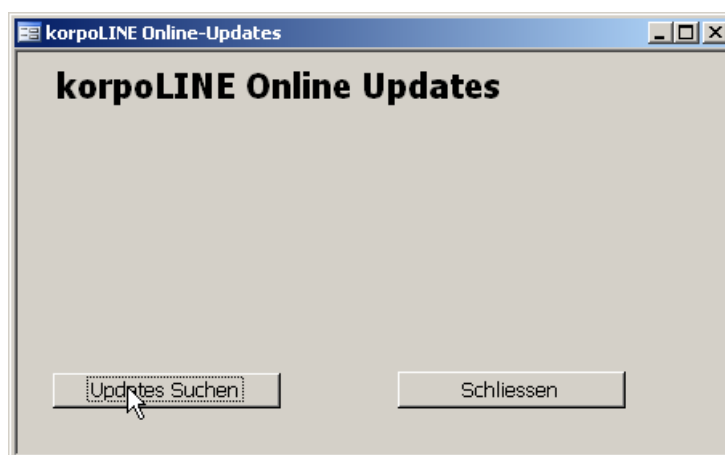 korpoLINE Online-Updates
korpoLINE Online Updates
Updates Suchen
Schliessen